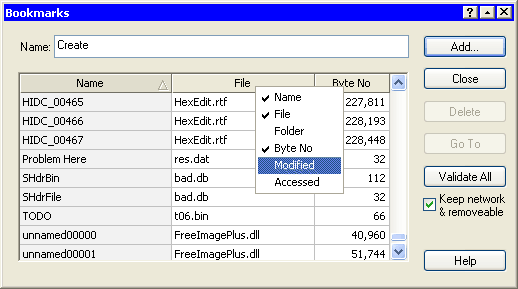 Bookmarks
Name: Create
Add...
Close
Delete
Go To
Validate All
Keep network
& removeable
Help
Name File Byte No
HIDC_00465 HexEdit.rtf 227,811
HIDC_00466 HexEdit.rtf 228,193
HIDC_00467 HexEdit.rtf 228,448
Problem Here res.dat 32
SHdrBin bad.db 112
SHdrFile bad.db 32
TODO t06.bin 66
unnamed00000 FreeImagePlus.dll 40,960
unnamed00001 FreeImagePlus.dll 51,744
Name
File
Folder
Byte No
Modified
Accessed